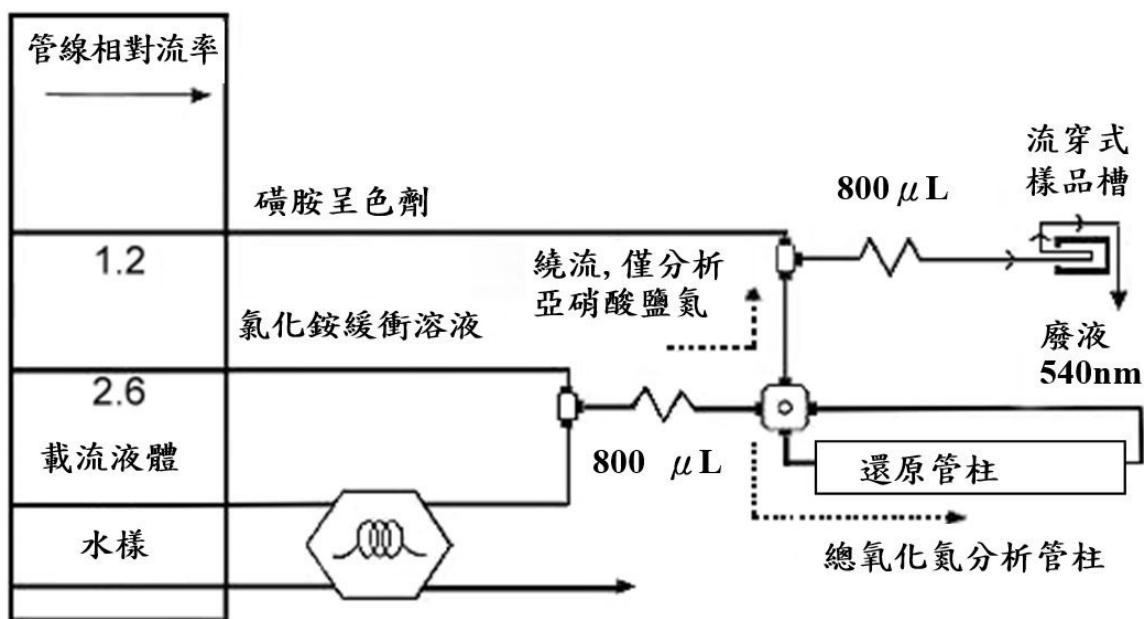 管線相對流率
磺胺呈色劑
1.2
氯化銨緩衝溶液
2.6
載流液體
水樣
繞流, 僅分析
亞硝酸鹽氮
800 μL
流穿式
樣品槽
廢液
540nm
800 μL
還原管柱
總氧化氮分析管柱